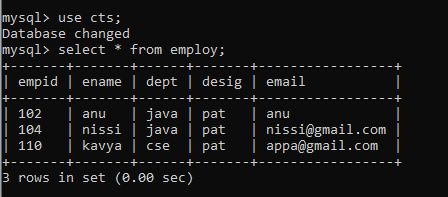 mysql> use cts;
Database changed
mysql> select * from employ;
+-------+-------+------+-------+-----------------+
| empid | ename | dept | desig | email           |
+-------+-------+------+-------+-----------------+
| 102   | anu   | java | pat   | anu             |
| 104   | nissi | java | pat   | nissi@gmail.com |
| 110   | kavya | cse  | pat   | appa@gmail.com  |
+-------+-------+------+-------+-----------------+
3 rows in set (0.00 sec)